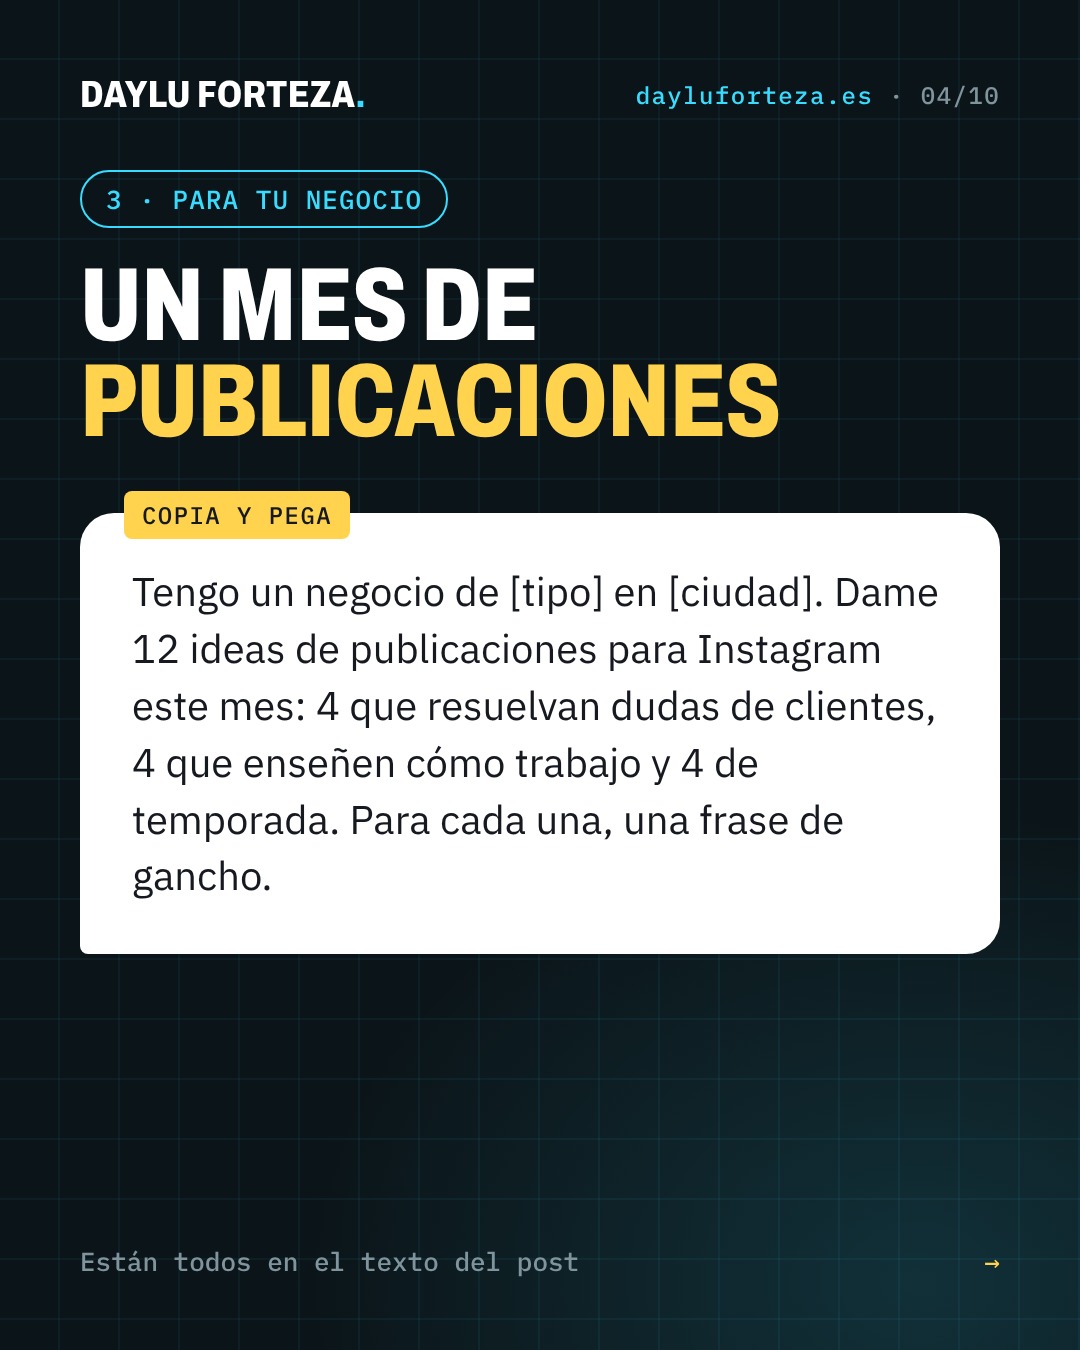 DAYLU FORTEZA.
dayluforteza.es · 04/10
3 · PARA TU NEGOCIO
UN MES DE
PUBLICACIONES
COPIA Y PEGA
Tengo un negocio de [tipo] en [ciudad]. Dame
12 ideas de publicaciones para Instagram
este mes: 4 que resuelvan dudas de clientes,
4 que enseñen cómo trabajo y 4 de
temporada. Para cada una, una frase de
gancho.
Están todos en el texto del post
→